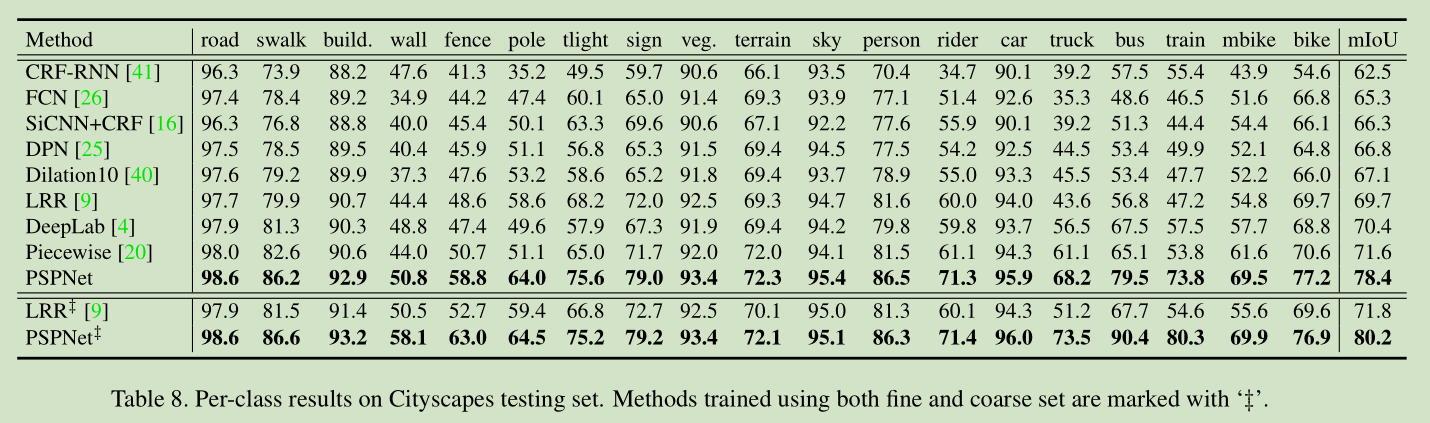 Method road swalk build. wall fence pole tlight sign veg. terrain sky person rider car truck bus train mbike bike mIoU
CRF-RNN [41] 96.3 73.9 88.2 47.6 41.3 35.2 49.5 59.7 90.6 66.1 93.5 70.4 34.7 90.1 39.2 57.5 55.4 43.9 54.6 62.5
FCN [26] 97.4 78.4 89.2 34.9 44.2 47.4 60.1 65.0 91.4 69.3 93.9 77.1 51.4 92.6 35.3 48.6 46.5 51.6 66.8 65.3
SiCNN+CRF [16] 96.3 76.8 88.8 40.0 45.4 50.1 63.3 69.6 90.6 67.1 92.2 77.6 55.9 90.1 39.2 51.3 44.4 54.4 66.1 66.3
DPN [25] 97.5 78.5 89.5 40.4 45.9 51.1 56.8 65.3 91.5 69.4 94.5 77.5 54.2 92.5 44.5 53.4 49.9 52.1 64.8 66.8
Dilation10 [40] 97.6 79.2 89.9 37.3 47.6 53.2 58.6 65.2 91.8 69.4 93.7 78.9 55.0 93.3 45.5 53.4 47.7 52.2 66.0 67.1
LRR [9] 97.7 79.9 90.7 44.4 48.6 58.6 68.2 72.0 92.5 69.3 94.7 81.6 60.0 94.0 43.6 56.8 47.2 54.8 69.7 69.7
DeepLab [4] 97.9 81.3 90.3 48.8 47.4 49.6 57.9 67.3 91.9 69.4 94.2 79.8 59.8 93.7 56.5 67.5 57.5 57.7 68.8 70.4
Piecewise [20] 98.0 82.6 90.6 44.0 50.7 51.1 65.0 71.7 92.0 72.0 94.1 81.5 61.1 94.3 61.1 65.1 53.8 61.6 70.6 71.6
PSPNet 98.6 86.2 92.9 50.8 58.8 64.0 75.6 79.0 93.4 72.3 95.4 86.5 71.3 95.9 68.2 79.5 73.8 69.5 77.2 78.4
LRR‡ [9] 97.9 81.5 91.4 50.5 52.7 59.4 66.8 72.7 92.5 70.1 95.0 81.3 60.1 94.3 51.2 67.7 54.6 55.6 69.6 71.8
PSPNet‡ 98.6 86.6 93.2 58.1 63.0 64.5 75.2 79.2 93.4 72.1 95.1 86.3 71.4 96.0 73.5 90.4 80.3 69.9 76.9 80.2
Table 8. Per-class results on Cityscapes testing set. Methods trained using both fine and coarse set are marked with ‘‡’.